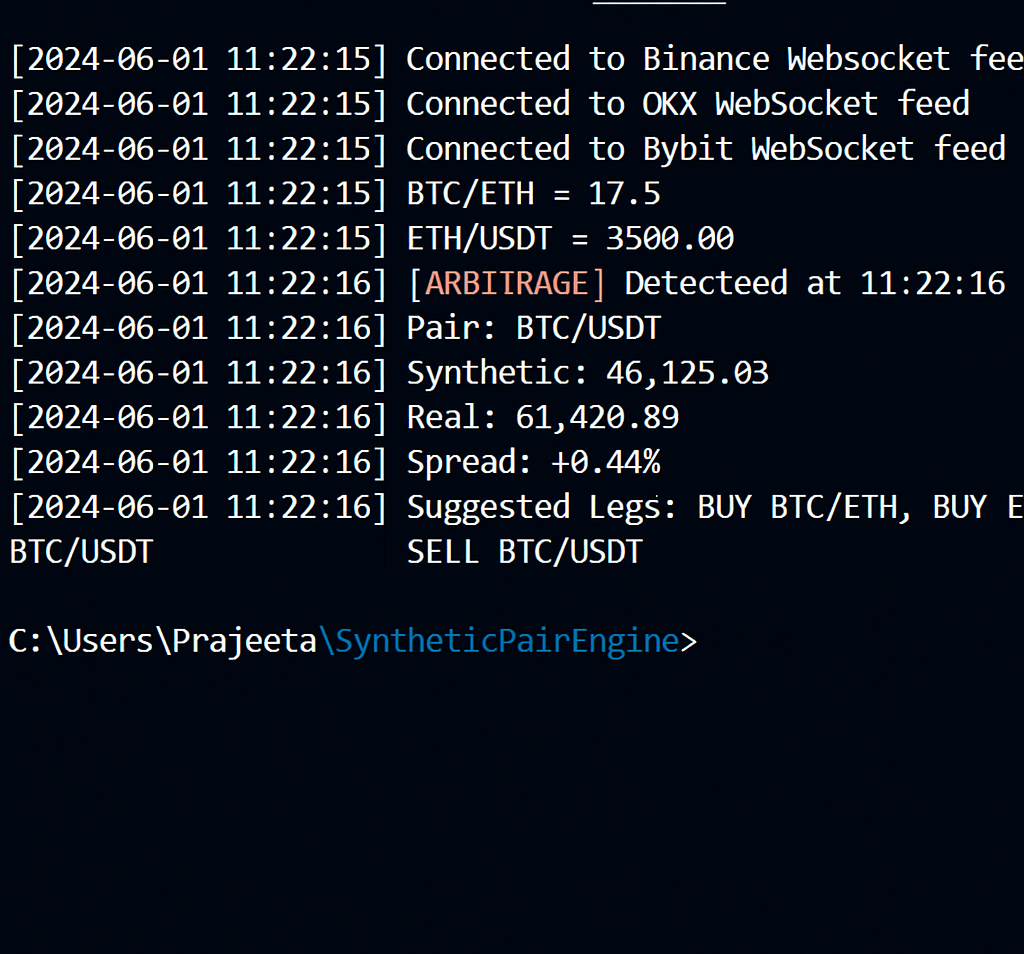 [2024-06-01 11:22:15] Connected to Binance Websocket fee
[2024-06-01 11:22:15] Connected to OKX WebSocket feed
[2024-06-01 11:22:15] Connected to Bybit WebSocket feed
[2024-06-01 11:22:15] BTC/ETH = 17.5
[2024-06-01 11:22:15] ETH/USDT = 3500.00
[2024-06-01 11:22:16] [ARBITRAGE] Detecteed at 11:22:16
[2024-06-01 11:22:16] Pair: BTC/USDT
[2024-06-01 11:22:16] Synthetic: 46,125.03
[2024-06-01 11:22:16] Real: 61,420.89
[2024-06-01 11:22:16] Spread: +0.44%
[2024-06-01 11:22:16] Suggested Legs: BUY BTC/ETH, BUY E
BTC/USDT SELL BTC/USDT
C:\Users\Prajeeta\SyntheticPairEngine>